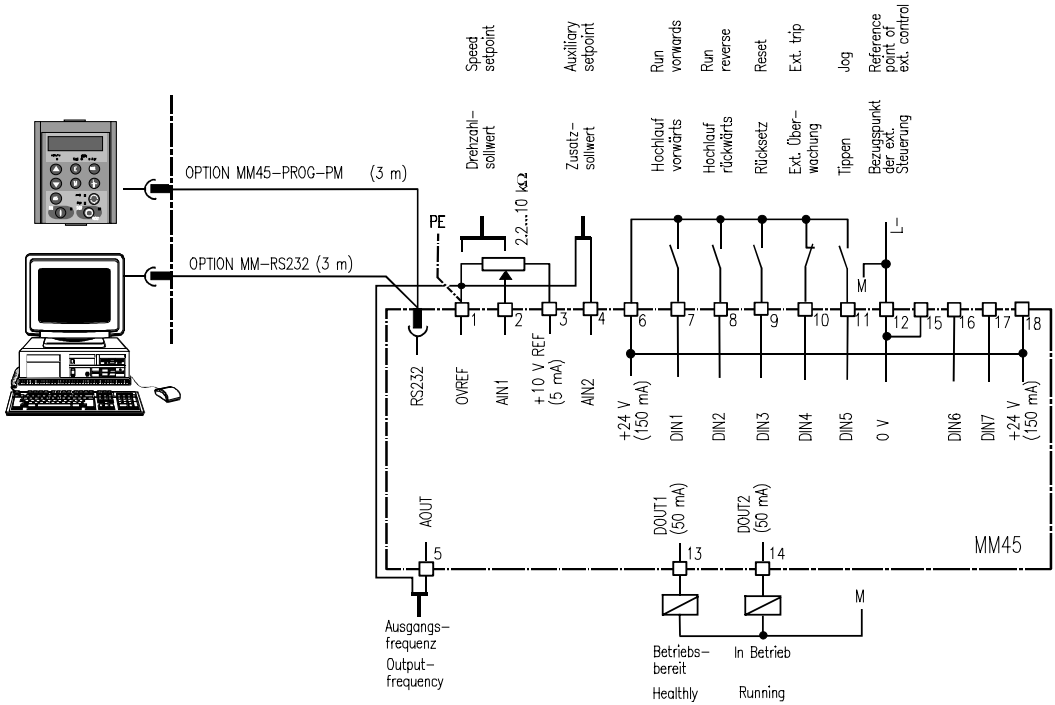 Speed
setpoint
Auxiliary
setpoint
Run
vorwards
Run
reverse
Reset
Ext. trip
Jog
Reference
point of
ext. control
Drehzahl-
sollwert
Zusatz-
sollwert
Hochlauf
vorwärts
Hochlauf
rückwärts
Rücksetz
Ext. Über-
wachung
Tippen
Bezugspunkt
der ext.
Steuerung
OPTION MM45-PROG-PM (3 m)
OPTION MM-RS232 (3 m)
PE
2.2...10 kΩ
L-
M
1
2
3
4
6
7
8
9
10
11
12
15
16
17
18
RS232
0VREF
AIN1
+10 V REF
(5 mA)
AIN2
+24 V
(150 mA)
DIN1
DIN2
DIN3
DIN4
DIN5
0 V
DIN6
DIN7
+24 V
(150 mA)
AOUT
DOUT1
(50 mA)
DOUT2
(50 mA)
MM45
5
13
14
M
Ausgangs-
frequenz
Output-
frequency
Betriebs-
bereit
Healthly
In Betrieb
Running